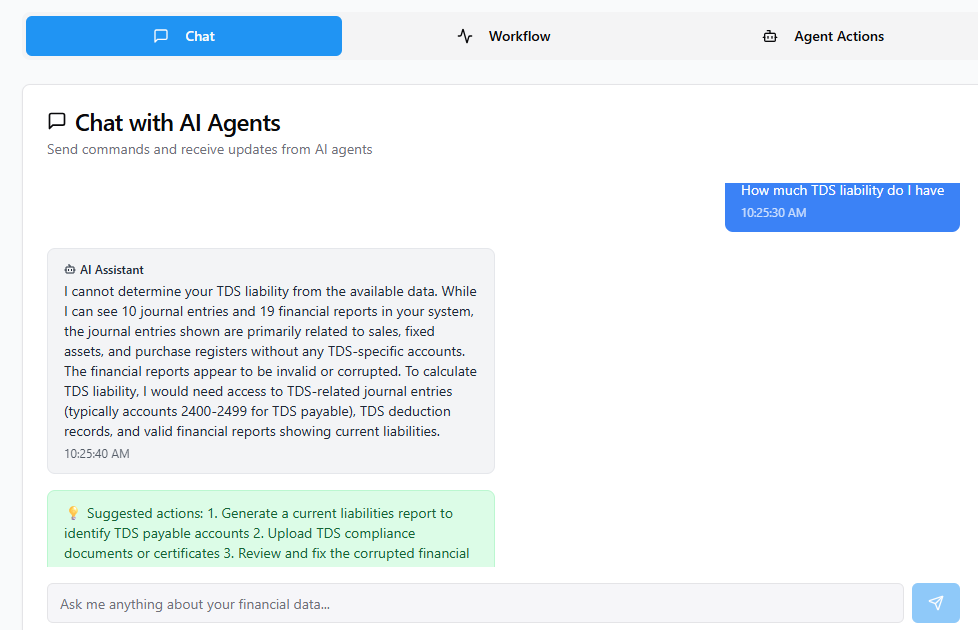 Chat
Workflow
Agent Actions
Chat with AI Agents
Send commands and receive updates from AI agents
How much TDS liability do I have
10:25:30 AM
AI Assistant
I cannot determine your TDS liability from the available data. While
I can see 10 journal entries and 19 financial reports in your system,
the journal entries shown are primarily related to sales, fixed
assets, and purchase registers without any TDS-specific accounts.
The financial reports appear to be invalid or corrupted. To calculate
TDS liability, I would need access to TDS-related journal entries
(typically accounts 2400-2499 for TDS payable), TDS deduction
records, and valid financial reports showing current liabilities.
10:25:40 AM
💡 Suggested actions: 1. Generate a current liabilities report to
identify TDS payable accounts 2. Upload TDS compliance
documents or certificates 3. Review and fix the corrupted financial
Ask me anything about your financial data...